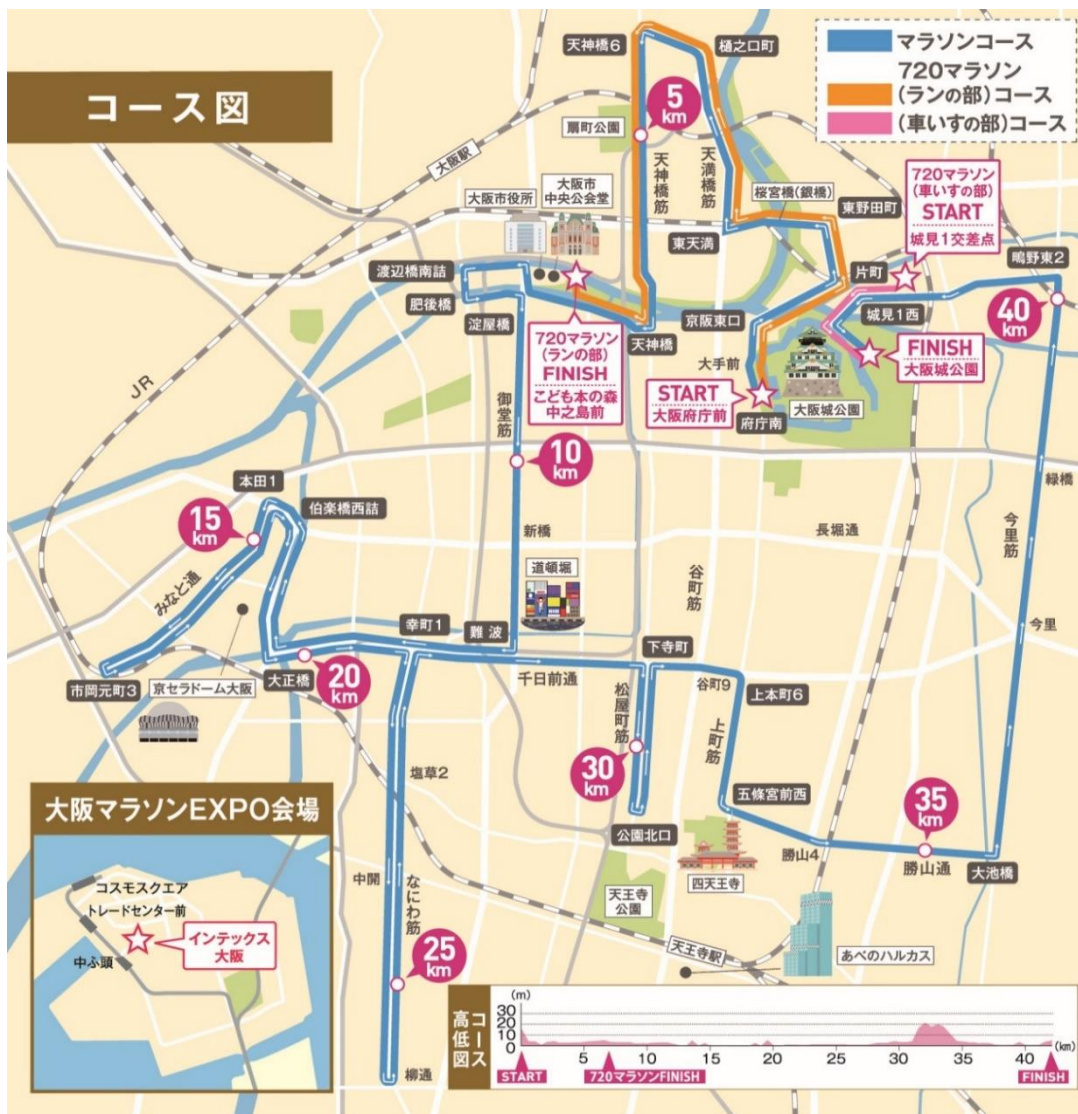 コース図
マラソンコース
720マラソン
(ランの部)コース
(車いすの部)コース
天神橋6
樋之口町
5
km
扇町公園
天神橋筋
天満橋筋
大阪駅
大阪市役所
大阪市
中央公会堂
桜宮橋(銀橋)
東野田町
東天満
720マラソン
(車いすの部)
START
城見1交差点
片町
鴫野東2
40
km
渡辺橋南詰
肥後橋
淀屋橋
天神橋
京阪東口
城見1西
720マラソン
(ランの部)
FINISH
こども本の森
中之島前
大手前
START
大阪府庁前
府庁南
大阪城公園
FINISH
大阪城公園
JR
御堂筋
10
km
本田1
伯楽橋西詰
15
km
みなと通
新橋
長堀通
緑橋
今里筋
今里
道頓堀
谷町筋
幸町1
難波
下寺町
千日前通
谷町9
上本町6
市岡元町3
京セラドーム大阪
大正橋
20
km
松屋町筋
上町筋
塩草2
30
km
公園北口
五條宮前西
35
km
勝山4
勝山通
大池橋
四天王寺
天王寺
公園
大阪マラソンEXPO会場
コスモスクエア
トレードセンター前
インテックス
大阪
中ふ頭
中開
なにわ筋
25
km
天王寺駅
あべのハルカス
柳通
コース
高低図
(m)
30
20
10
0
5
10
15
20
25
30
35
40
(km)
START
720マラソンFINISH
FINISH